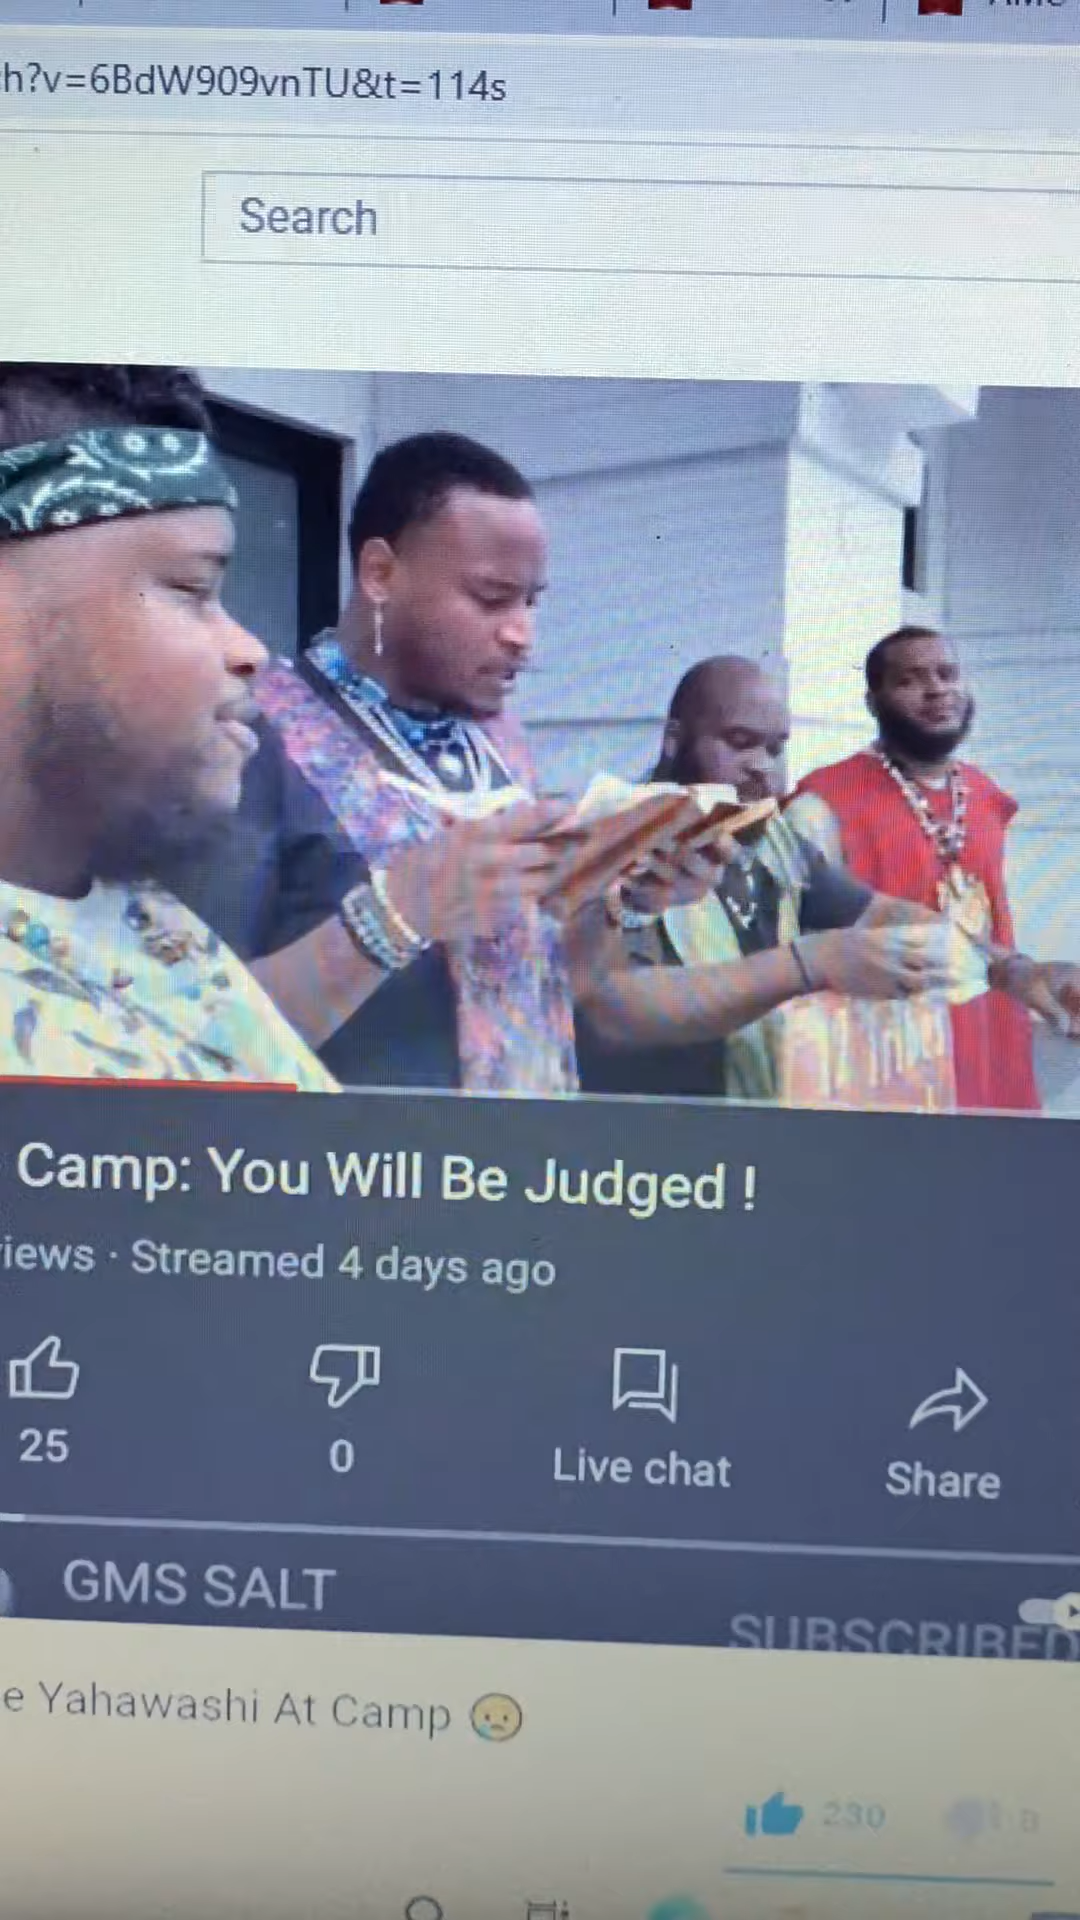 h?v=6BdW909vnTU&t=114s
Search
Camp: You Will Be Judged !
iews · Streamed 4 days ago
25
0
Live chat
Share
GMS SALT
SUBSCRIBED
e Yahawashi At Camp 😥
230